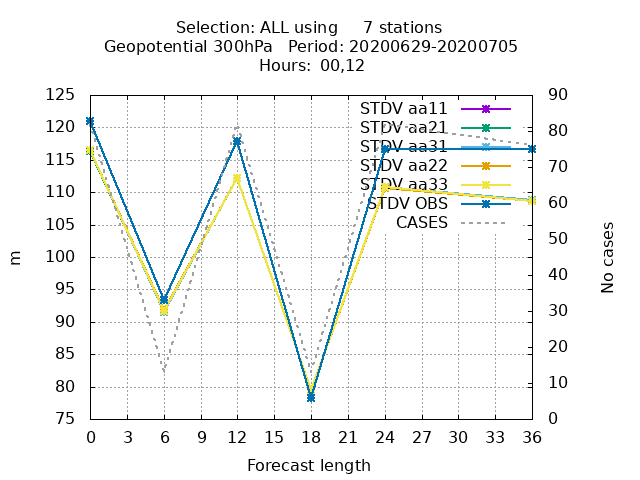 Selection: ALL using     7 stations
Geopotential 300hPa   Period: 20200629-20200705
Hours: 00,12
125
120
115
110
105
100
95
90
85
80
75
90
80
70
60
50
40
30
20
10
0
0 3 6 9 12 15 18 21 24 27 30 33 36
m
No cases
Forecast length
STDV aa11
STDV aa21
STDV aa31
STDV aa22
STDV aa33
STDV OBS
CASES